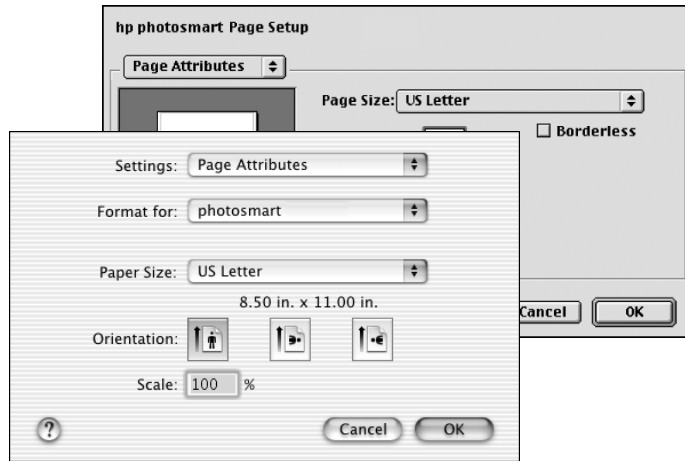 hp photosmart Page Setup
Page Attributes
Page Size: US Letter
Borderless
Cancel
OK
Settings: Page Attributes
Format for: photosmart
Paper Size: US Letter
8.50 in. x 11.00 in.
Orientation:
Scale: 100 %
?
Cancel
OK